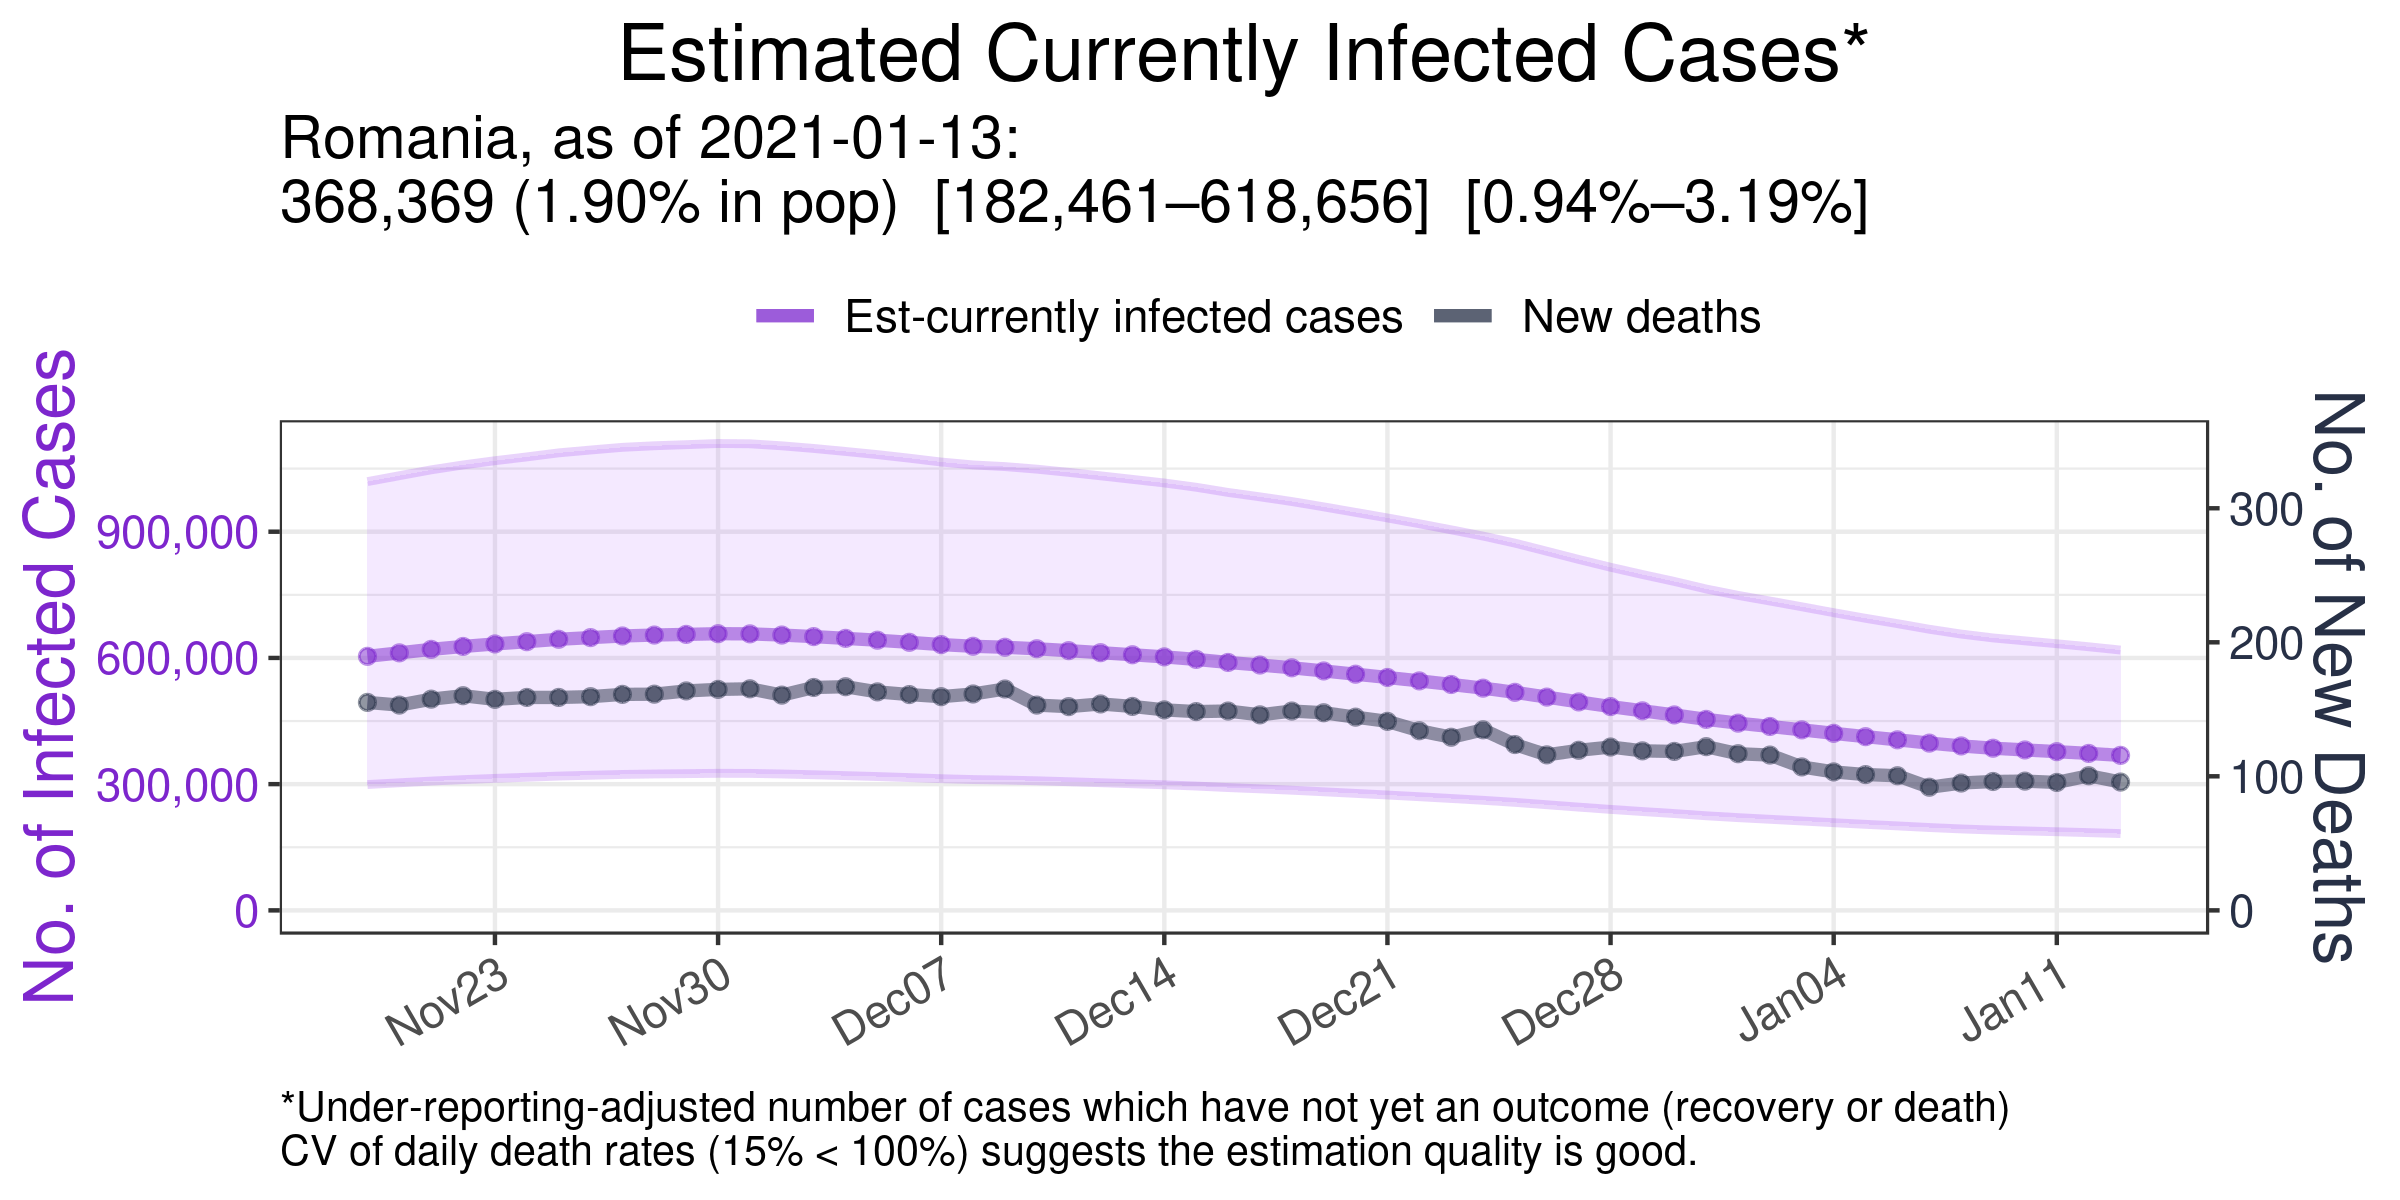 Estimated Currently Infected Cases*
Romania, as of 2021-01-13:
368,369 (1.90% in pop)  [182,461–618,656]  [0.94%–3.19%]
Est-currently infected cases
New deaths
No. of Infected Cases
900,000
600,000
300,000
0
300
200
100
0
No. of New Deaths
Nov23
Nov30
Dec07
Dec14
Dec21
Dec28
Jan04
Jan11
*Under-reporting-adjusted number of cases which have not yet an outcome (recovery or death)
CV of daily death rates (15% < 100%) suggests the estimation quality is good.